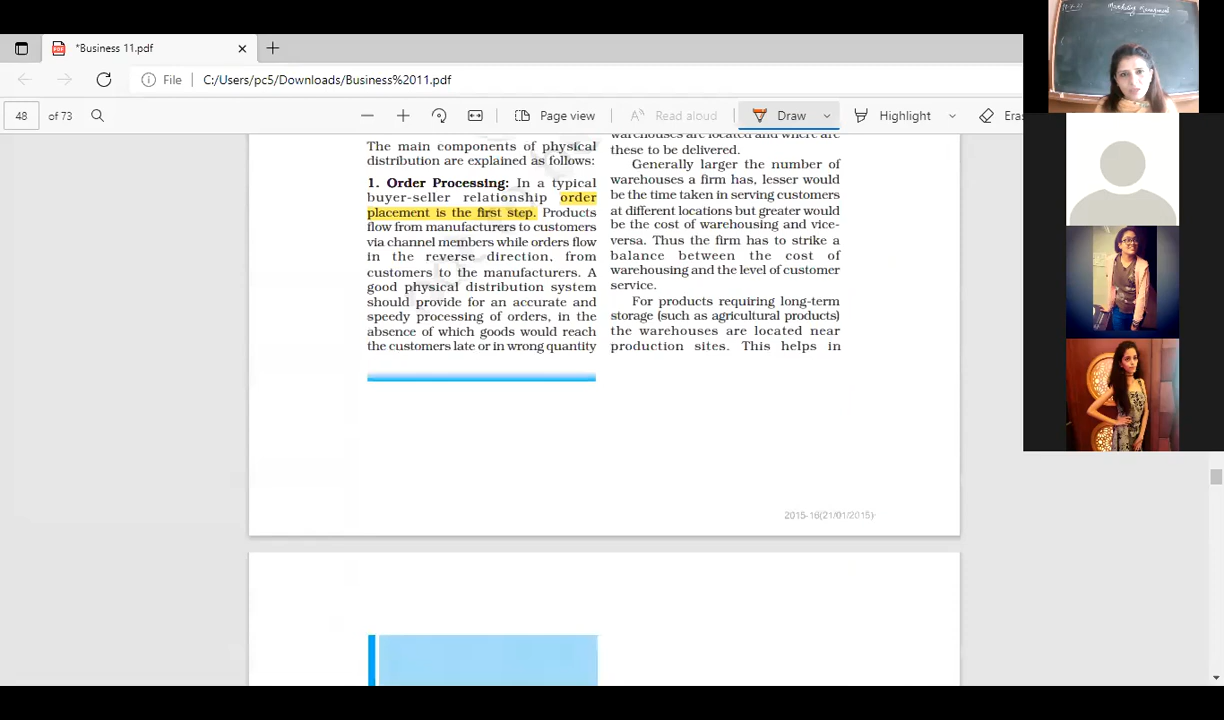 Marketing Management
*Business 11.pdf
File C:/Users/pc5/Downloads/Business%2011.pdf
48 of 73
Page view
Read aloud
Draw
Highlight
The main components of physical
distribution are explained as follows:
1. Order Processing: In a typical
buyer-seller relationship order
placement is the first step. Products
flow from manufacturers to customers
via channel members while orders flow
in the reverse direction, from
customers to the manufacturers. A
good physical distribution system
should provide for an accurate and
speedy processing of orders, in the
absence of which goods would reach
the customers late or in wrong quantity
warehouses are located and where are
these to be delivered.
Generally larger the number of
warehouses a firm has, lesser would
be the time taken in serving customers
at different locations but greater would
be the cost of warehousing and vice-
versa. Thus the firm has to strike a
balance between the cost of
warehousing and the level of customer
service.
For products requiring long-term
storage (such as agricultural products)
the warehouses are located near
production sites. This helps in
2015-16(21/01/2015)